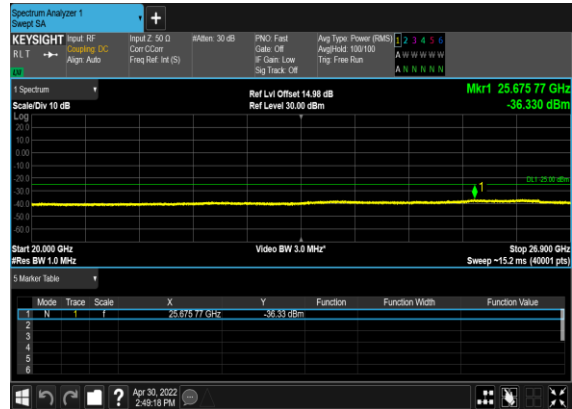 Spectrum Analyzer 1
Swept SA
+
KEYSIGHT Input: RF Input Z: 50 Ω #Atten: 30 dB PNO: Fast Avg Type: Power (RMS) 1 2 3 4 5 6
RLT Coupling: DC Corr CCorr Gate: Off Avg|Hold: 100/100 A W W W W W
Align: Auto Freq Ref: Int (S) IF Gain: Low Trig: Free Run
Sig Track: Off A N N N N N
1 Spectrum Ref Lvl Offset 14.98 dB Mkr1 25.675 77 GHz
Scale/Div 10 dB Ref Level 30.00 dBm -36.330 dBm
Log
20.0
10.0
0.00
-10.0
-20.0
DL1 -25.00 dBm
-30.0
1
-40.0
-50.0
-60.0
Start 20.000 GHz Video BW 3.0 MHz* Stop 26.900 GHz
#Res BW 1.0 MHz Sweep ~15.2 ms (40001 pts)
5 Marker Table
Mode Trace Scale X Y Function Function Width Function Value
1 N 1 f 25.675 77 GHz -36.33 dBm
2
3
4
5
6
? Apr 30, 2022
2:49:18 PM